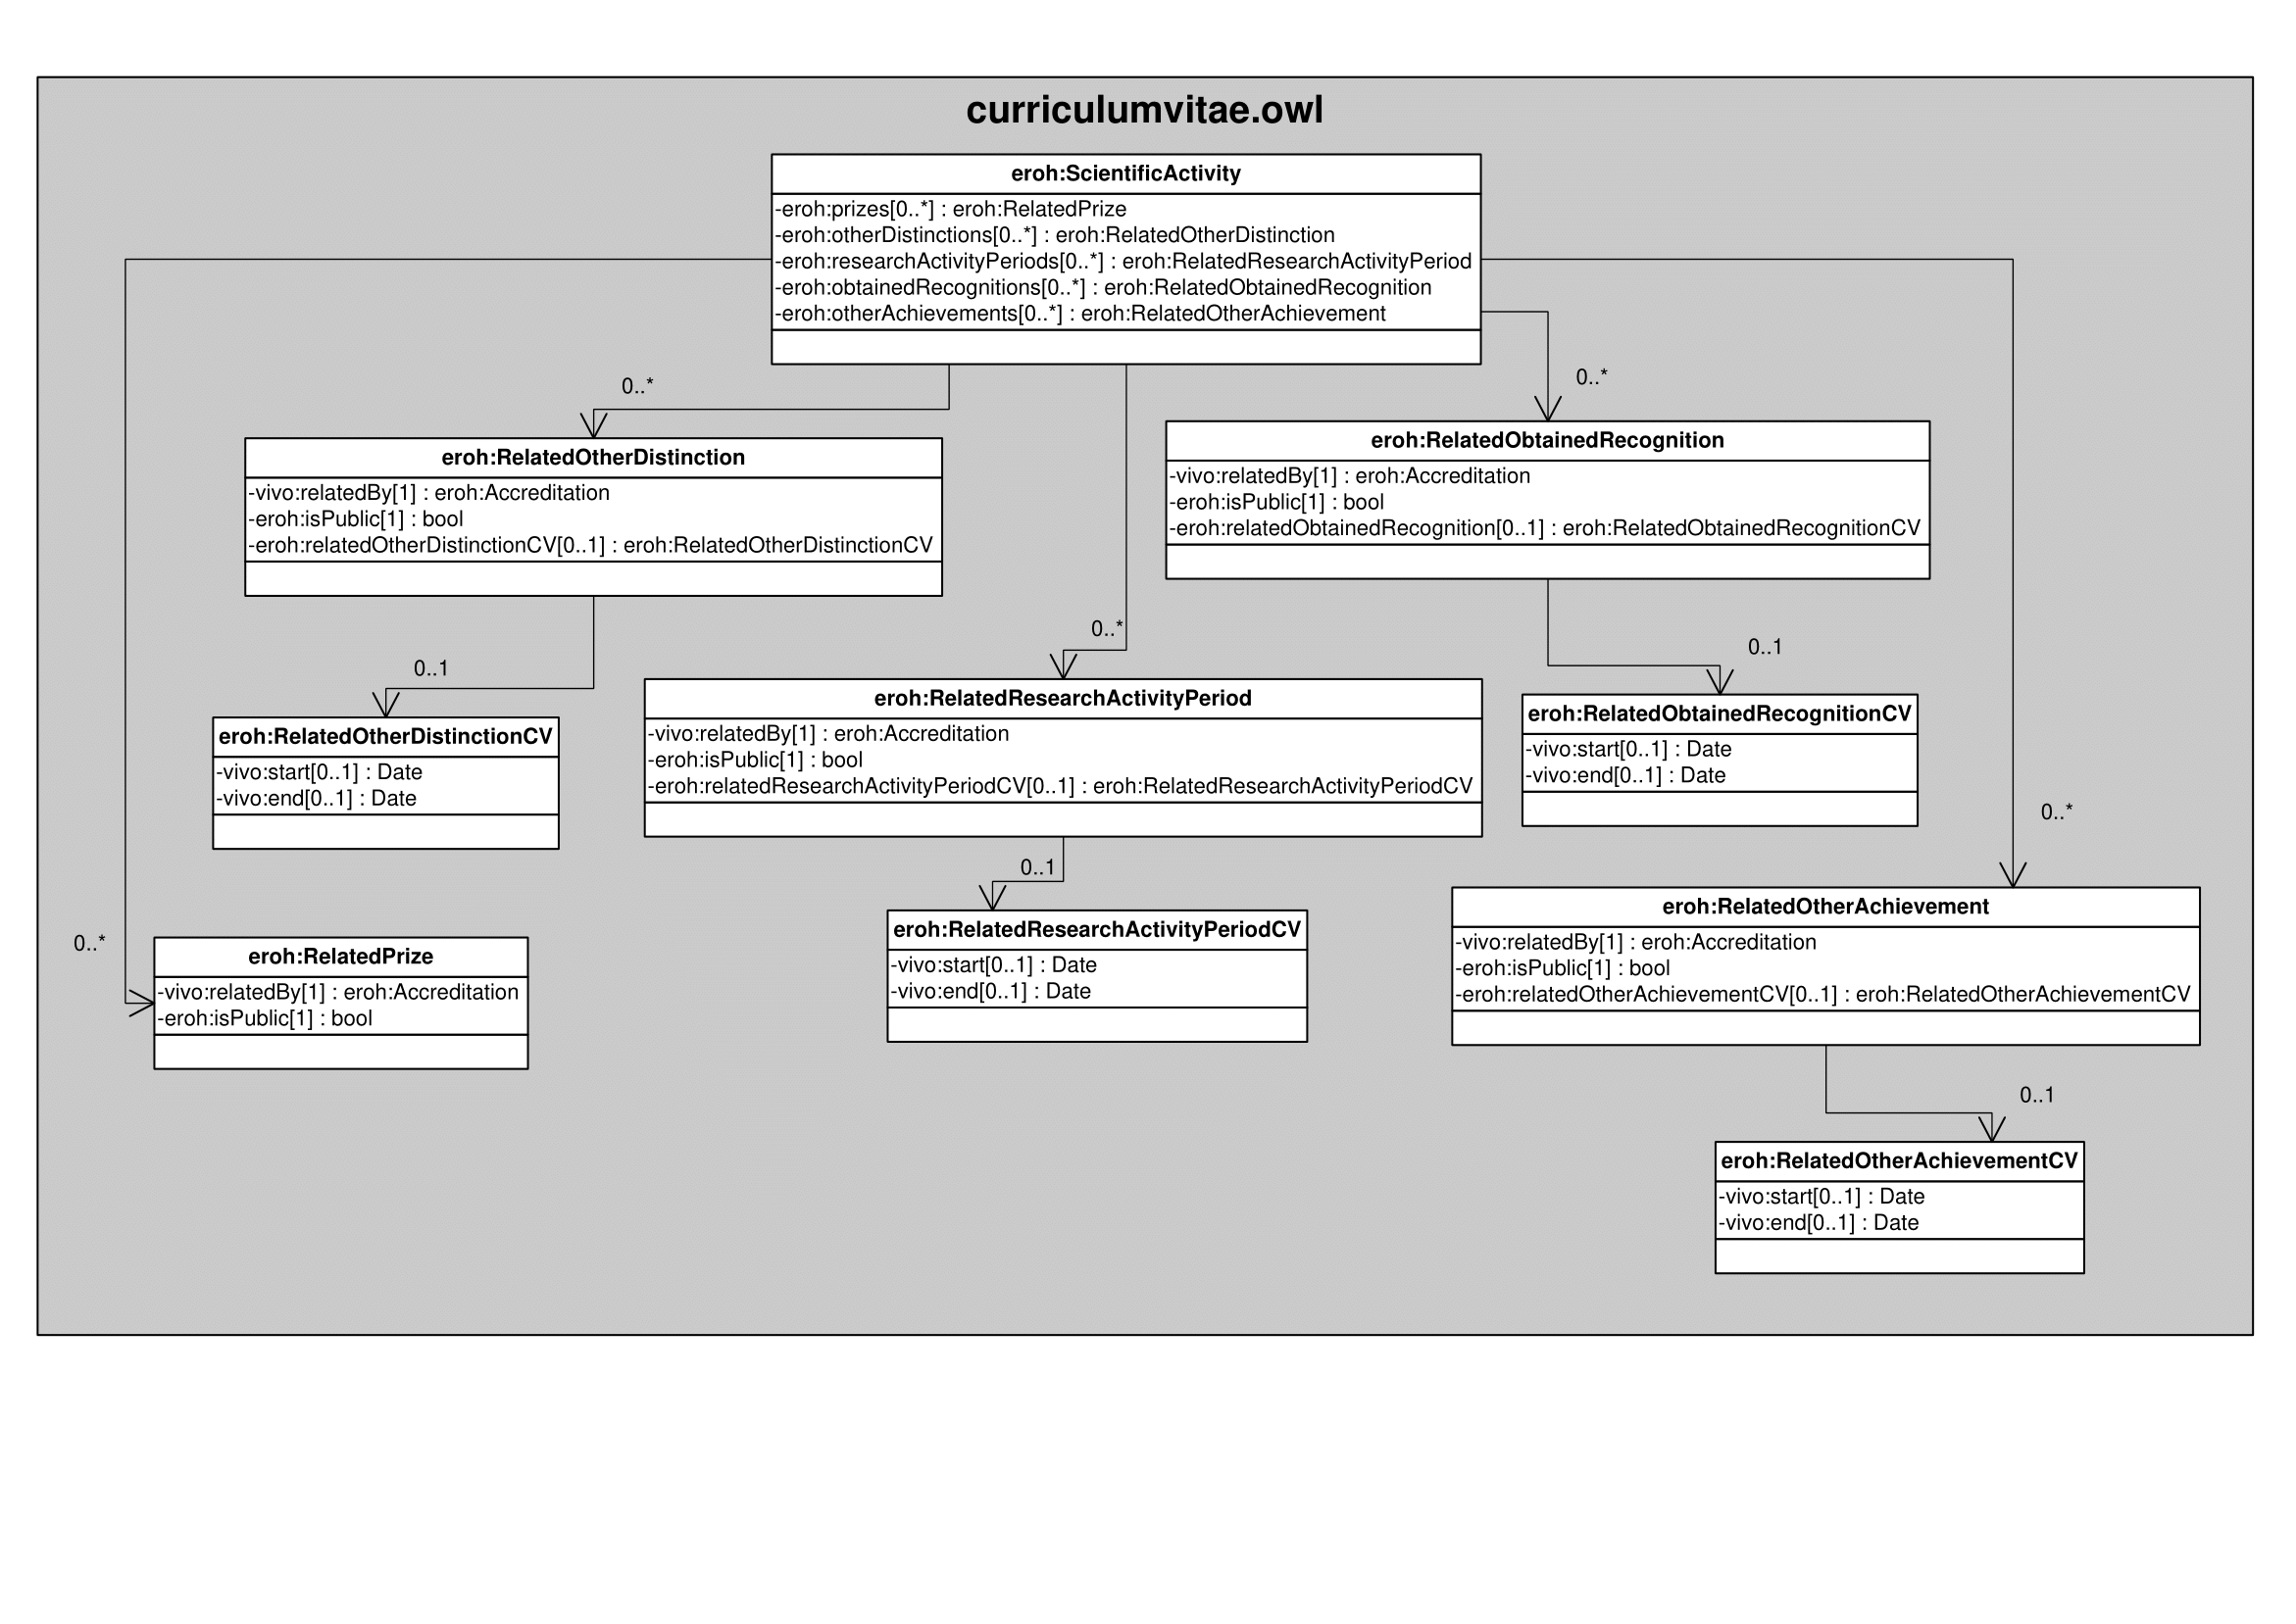 curriculumvitae.owl
eroh:ScientificActivity
-eroh:prizes[0..*] : eroh:RelatedPrize
-eroh:otherDistinctions[0..*] : eroh:RelatedOtherDistinction
-eroh:researchActivityPeriods[0..*] : eroh:RelatedResearchActivityPeriod
-eroh:obtainedRecognitions[0..*] : eroh:RelatedObtainedRecognition
-eroh:otherAchievements[0..*] : eroh:RelatedOtherAchievement
0..*
0..*
eroh:RelatedOtherDistinction
-vivo:relatedBy[1] : eroh:Accreditation
-eroh:isPublic[1] : bool
-eroh:relatedOtherDistinctionCV[0..1] : eroh:RelatedOtherDistinctionCV
eroh:RelatedObtainedRecognition
-vivo:relatedBy[1] : eroh:Accreditation
-eroh:isPublic[1] : bool
-eroh:relatedObtainedRecognition[0..1] : eroh:RelatedObtainedRecognitionCV
0..1
0..*
0..1
eroh:RelatedOtherDistinctionCV
-vivo:start[0..1] : Date
-vivo:end[0..1] : Date
eroh:RelatedResearchActivityPeriod
-vivo:relatedBy[1] : eroh:Accreditation
-eroh:isPublic[1] : bool
-eroh:relatedResearchActivityPeriodCV[0..1] : eroh:RelatedResearchActivityPeriodCV
eroh:RelatedObtainedRecognitionCV
-vivo:start[0..1] : Date
-vivo:end[0..1] : Date
0..*
0..1
0..*
eroh:RelatedPrize
-vivo:relatedBy[1] : eroh:Accreditation
-eroh:isPublic[1] : bool
eroh:RelatedResearchActivityPeriodCV
-vivo:start[0..1] : Date
-vivo:end[0..1] : Date
eroh:RelatedOtherAchievement
-vivo:relatedBy[1] : eroh:Accreditation
-eroh:isPublic[1] : bool
-eroh:relatedOtherAchievementCV[0..1] : eroh:RelatedOtherAchievementCV
0..1
eroh:RelatedOtherAchievementCV
-vivo:start[0..1] : Date
-vivo:end[0..1] : Date